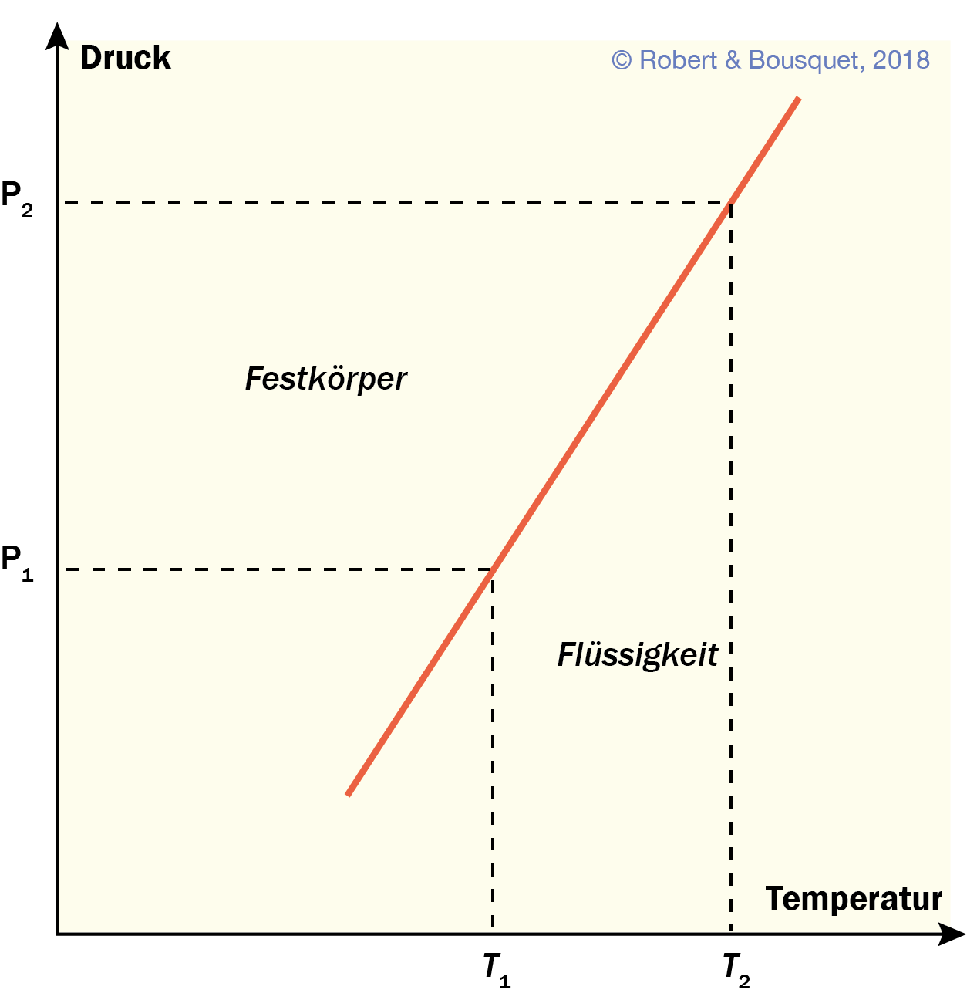 Druck
© Robert & Bousquet, 2018
P2
Festkörper
P1
Flüssigkeit
Temperatur
T1
T2